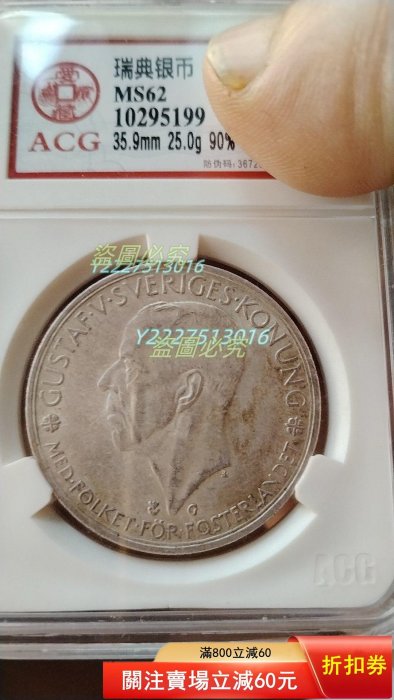 瑞典银币
MS62
10295199
ACG
35.9mm 25.0g 90%
防伪码：3672
盜圖必究
Y2227513016
Y2227513016
盜圖必究
GUSTAF·V·SVERIGES·KONUNG
MED·FOLKET·FÖR·FOSTERLANDET
G
ACG
滿800立減60
關注賣場立減60元
折扣券